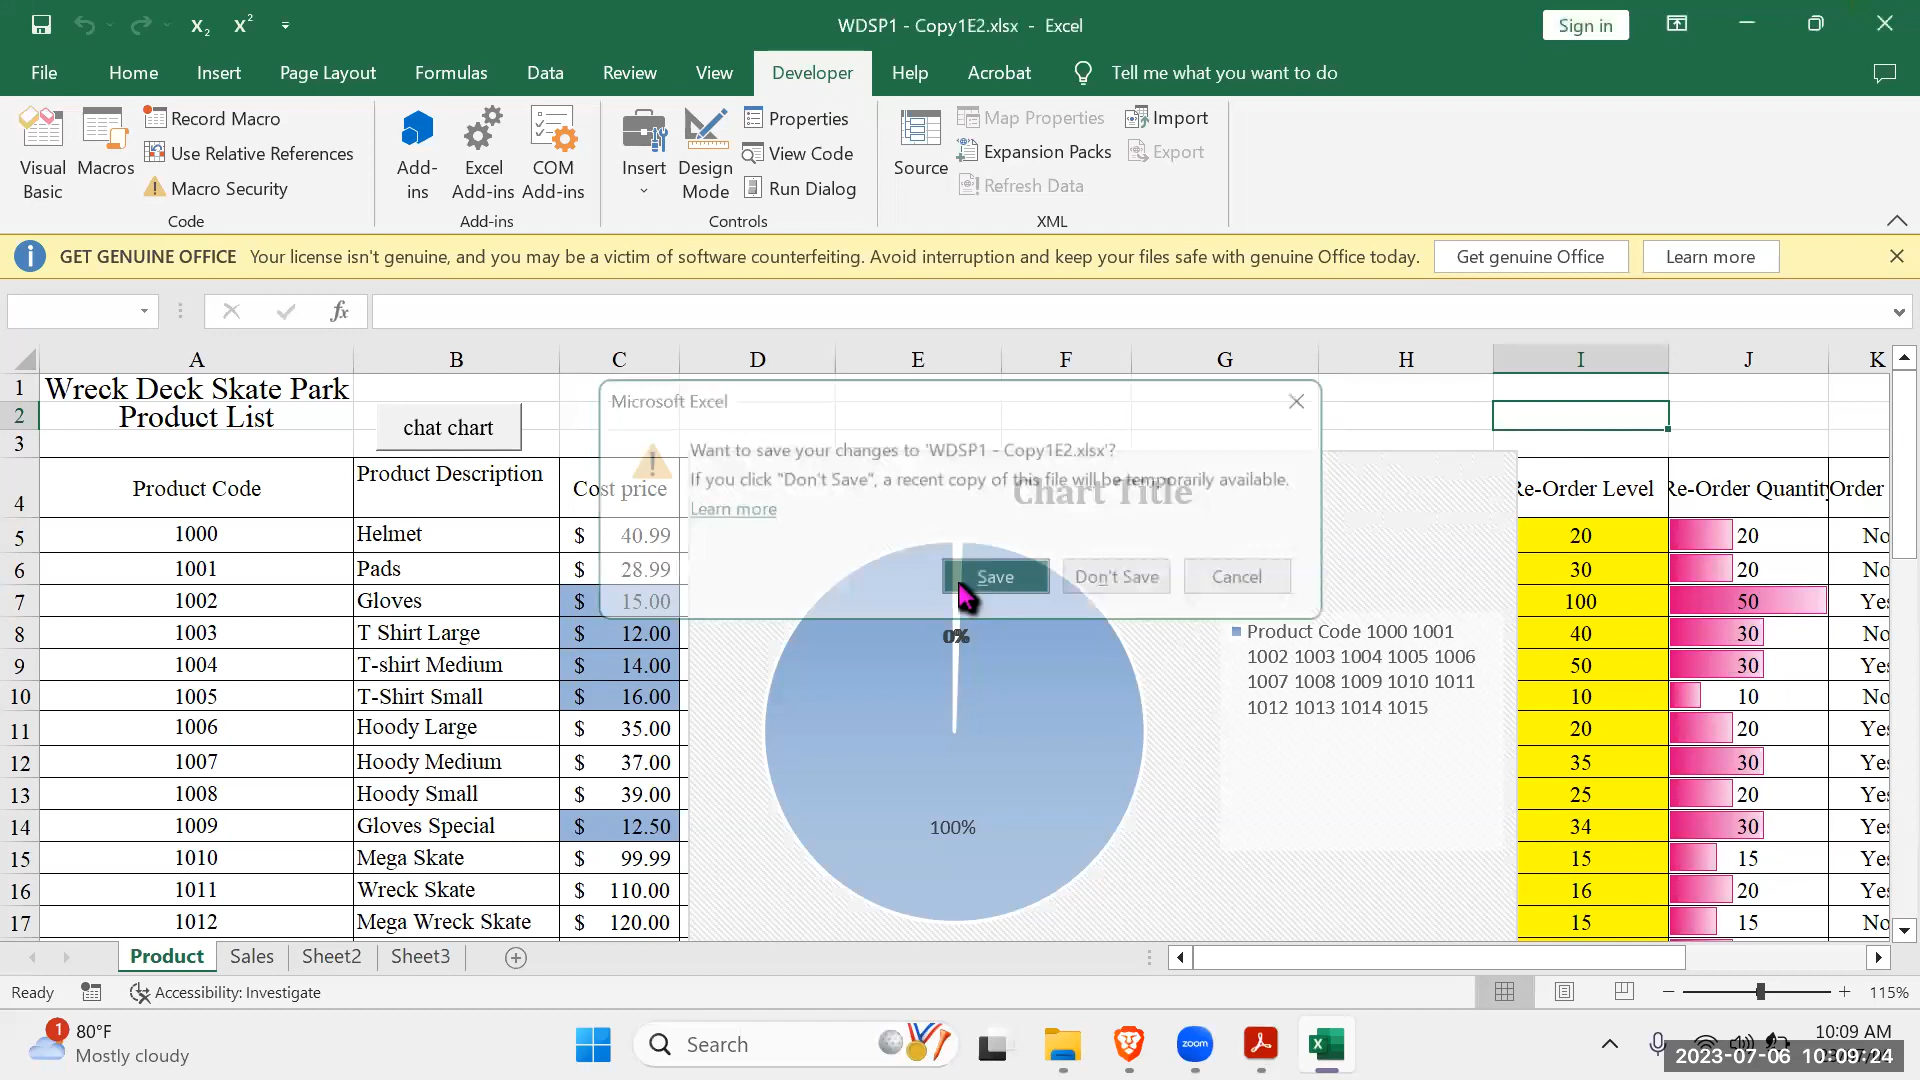 WDSP1 - Copy1E2.xlsx - Excel
Sign in
File Home Insert Page Layout Formulas Data Review View Developer Help Acrobat Tell me what you want to do
Visual Basic
Macros
Record Macro
Use Relative References
Macro Security
Code
Add-ins
Excel Add-ins
COM Add-ins
Add-ins
Insert
Design Mode
Properties
View Code
Run Dialog
Controls
Source
Map Properties
Expansion Packs
Refresh Data
Import
Export
XML
GET GENUINE OFFICE Your license isn't genuine, and you may be a victim of software counterfeiting. Avoid interruption and keep your files safe with genuine Office today. Get genuine Office Learn more
fx
A B C D E F G H I J K
1 Wreck Deck Skate Park
2 Product List
chat chart
3
4 Product Code Product Description Cost price Re-Order Level Re-Order Quantity Order
5 1000 Helmet $ 40.99 20 20 No
6 1001 Pads $ 28.99 30 20 No
7 1002 Gloves $ 15.00 100 50 Yes
8 1003 T Shirt Large $ 12.00 40 30 No
9 1004 T-shirt Medium $ 14.00 50 30 Yes
10 1005 T-Shirt Small $ 16.00 10 10 No
11 1006 Hoody Large $ 35.00 20 20 Yes
12 1007 Hoody Medium $ 37.00 35 30 Yes
13 1008 Hoody Small $ 39.00 25 20 Yes
14 1009 Gloves Special $ 12.50 34 30 Yes
15 1010 Mega Skate $ 99.99 15 15 Yes
16 1011 Wreck Skate $ 110.00 16 20 Yes
17 1012 Mega Wreck Skate $ 120.00 15 15 No
Microsoft Excel
Want to save your changes to 'WDSP1 - Copy1E2.xlsx'?
If you click "Don't Save", a recent copy of this file will be temporarily available.
Learn more
Save Don't Save Cancel
Chart Title
0%
100%
Product Code 1000 1001
1002 1003 1004 1005 1006
1007 1008 1009 1010 1011
1012 1013 1014 1015
Product Sales Sheet2 Sheet3
Ready Accessibility: Investigate 115%
1 80°F
Mostly cloudy
Search
zoom
10:09 AM
2023-07-06 10:09:24